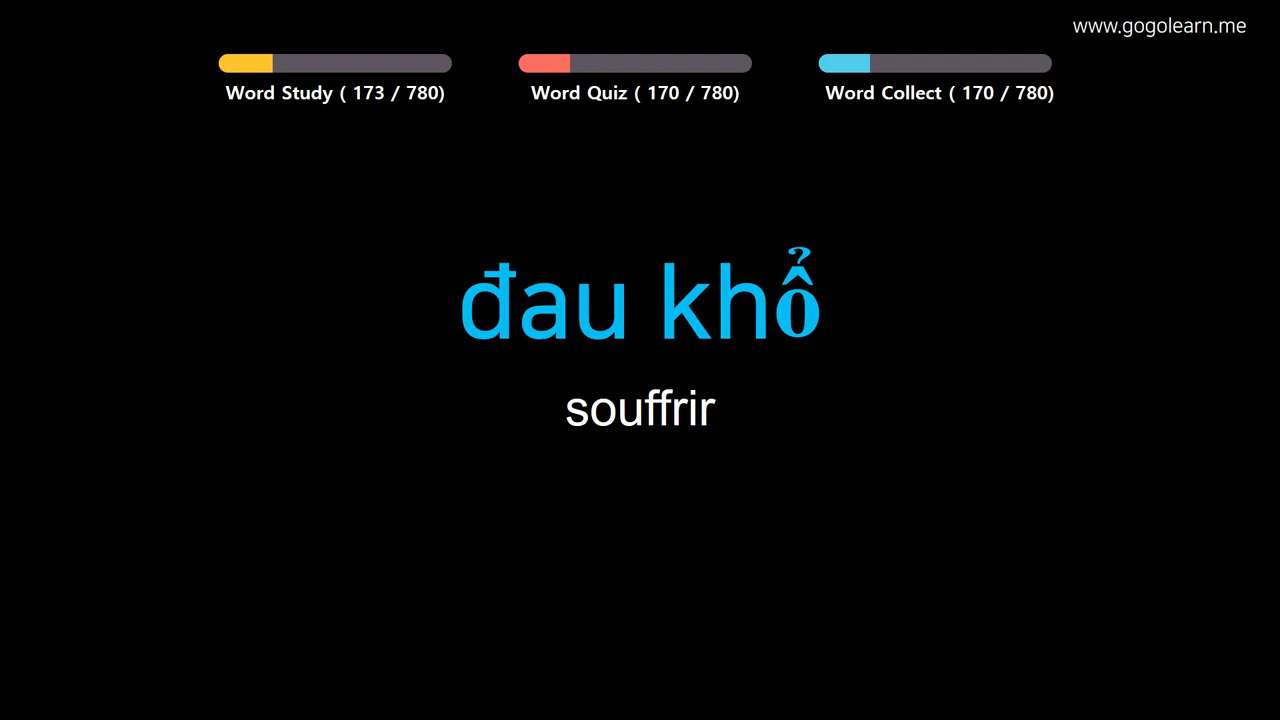 www.gogolearn.me
Word Study ( 173 / 780)
Word Quiz ( 170 / 780)
Word Collect ( 170 / 780)
đau khổ
souffrir